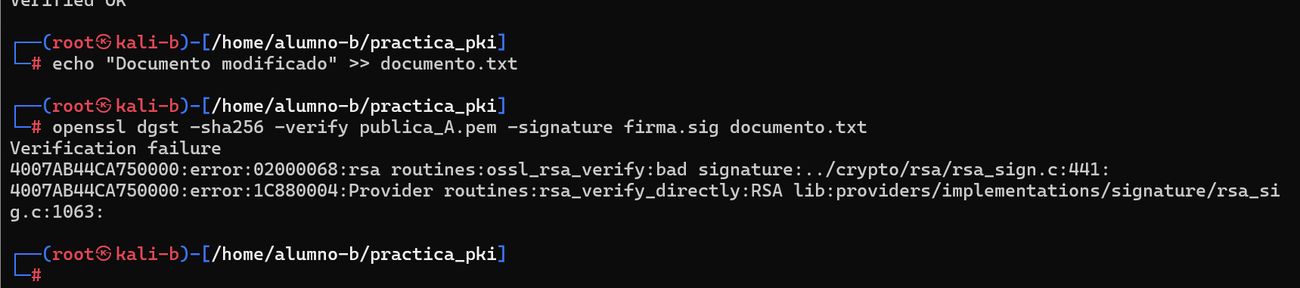 Verified OK
┌──(root㉿kali-b)-[/home/alumno-b/practica_pki]
└─# echo "Documento modificado" >> documento.txt
┌──(root㉿kali-b)-[/home/alumno-b/practica_pki]
└─# openssl dgst -sha256 -verify publica_A.pem -signature firma.sig documento.txt
Verification failure
4007AB44CA750000:error:02000068:rsa routines:ossl_rsa_verify:bad signature:../crypto/rsa/rsa_sign.c:441:
4007AB44CA750000:error:1C880004:Provider routines:rsa_verify_directly:RSA lib:providers/implementations/signature/rsa_si
g.c:1063:
┌──(root㉿kali-b)-[/home/alumno-b/practica_pki]
└─#